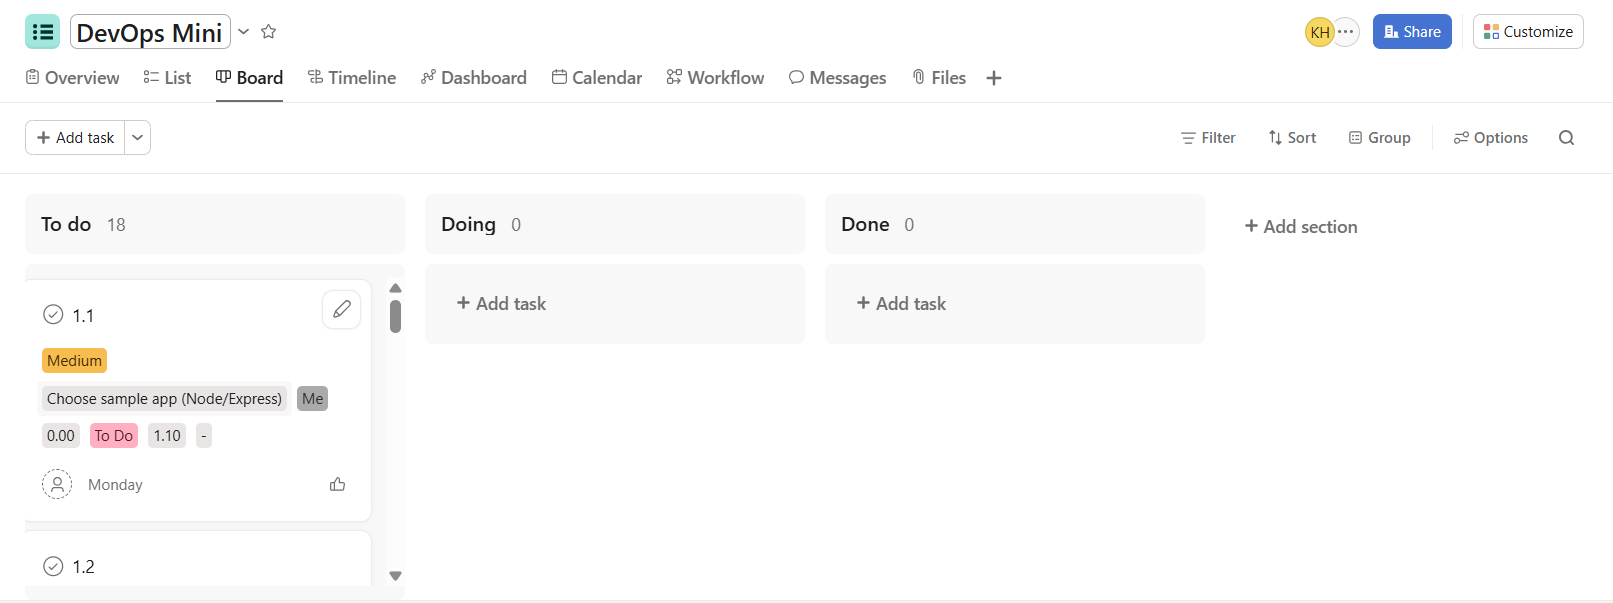 DevOps Mini
KH
Share
Customize
Overview
List
Board
Timeline
Dashboard
Calendar
Workflow
Messages
Files
Add task
Filter
Sort
Group
Options
To do 18
Doing 0
Done 0
+ Add section
1.1
Medium
Choose sample app (Node/Express) Me
0.00 To Do 1.10 -
Monday
1.2
+ Add task
+ Add task